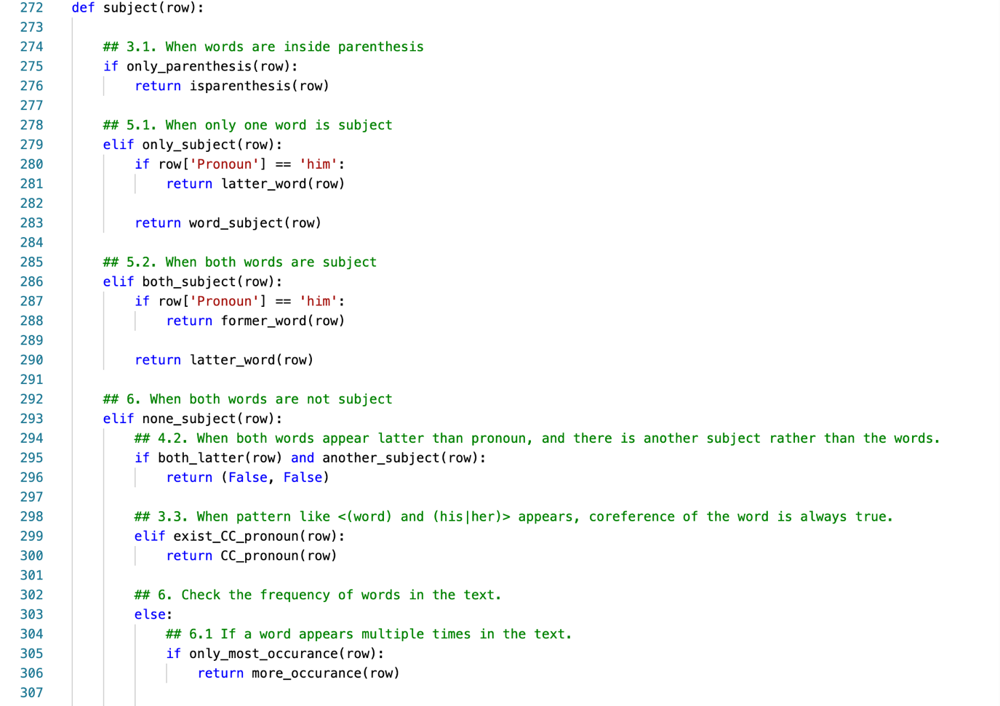 272 def subject(row):
273
274 ## 3.1. When words are inside parenthesis
275 if only_parenthesis(row):
276 return isparenthesis(row)
277
278 ## 5.1. When only one word is subject
279 elif only_subject(row):
280 if row['Pronoun'] == 'him':
281 return latter_word(row)
282
283 return word_subject(row)
284
285 ## 5.2. When both words are subject
286 elif both_subject(row):
287 if row['Pronoun'] == 'him':
288 return former_word(row)
289
290 return latter_word(row)
291
292 ## 6. When both words are not subject
293 elif none_subject(row):
294 ## 4.2. When both words appear latter than pronoun, and there is another subject rather than the words.
295 if both_latter(row) and another_subject(row):
296 return (False, False)
297
298 ## 3.3. When pattern like <(word) and (his|her)> appears, coreference of the word is always true.
299 elif exist_CC_pronoun(row):
300 return CC_pronoun(row)
301
302 ## 6. Check the frequency of words in the text.
303 else:
304 ## 6.1 If a word appears multiple times in the text.
305 if only_most_occurance(row):
306 return more_occurance(row)
307